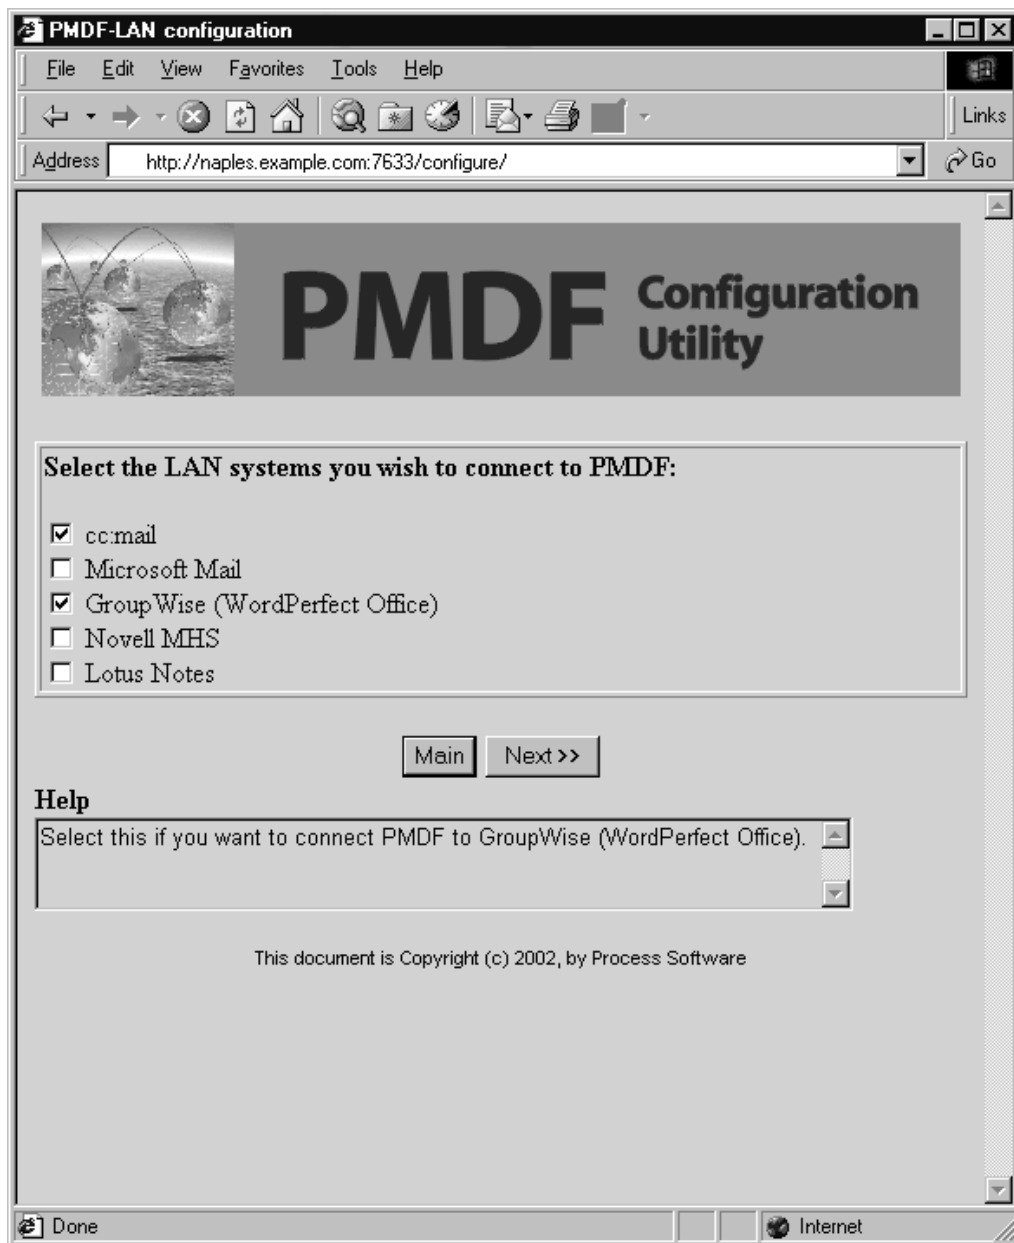 PMDF-LAN configuration
File Edit View Favorites Tools Help
Links
Address http://naples.example.com:7633/configure/ Go
PMDF Configuration
Utility
Select the LAN systems you wish to connect to PMDF:
cc:mail
Microsoft Mail
GroupWise (WordPerfect Office)
Novell MHS
Lotus Notes
Main Next >>
Help
Select this if you want to connect PMDF to GroupWise (WordPerfect Office).
This document is Copyright (c) 2002, by Process Software
Done Internet